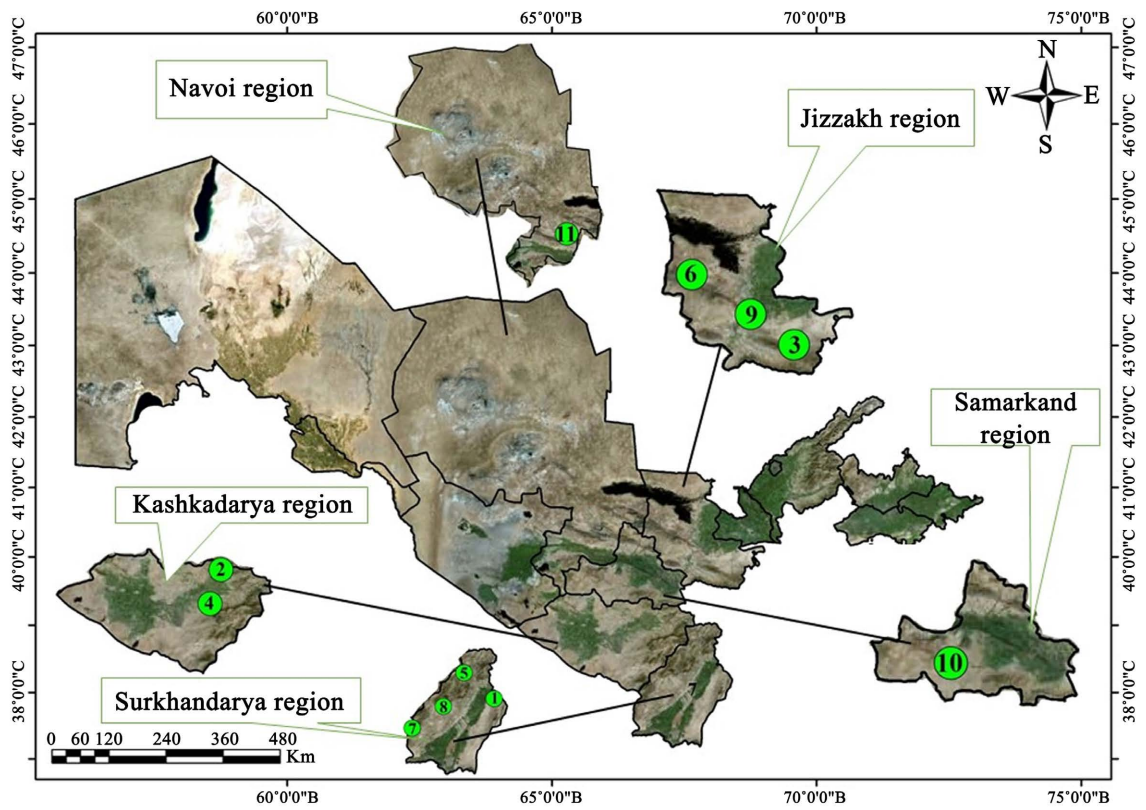 60°0'0"B 65°0'0"B 70°0'0"B 75°0'0"B
47°0'0"C
46°0'0"C
45°0'0"C
44°0'0"C
43°0'0"C
42°0'0"C
41°0'0"C
40°0'0"C
38°0'0"C
47°0'0"C
46°0'0"C
45°0'0"C
44°0'0"C
43°0'0"C
42°0'0"C
41°0'0"C
40°0'0"C
38°0'0"C
N
W E
S
Navoi region
Jizzakh region
11
6
9
3
Samarkand
region
Kashkadarya region
2
4
10
5
1
8
7
Surkhandarya region
0 60 120 240 360 480
Km
60°0'0"B 65°0'0"B 70°0'0"B 75°0'0"B